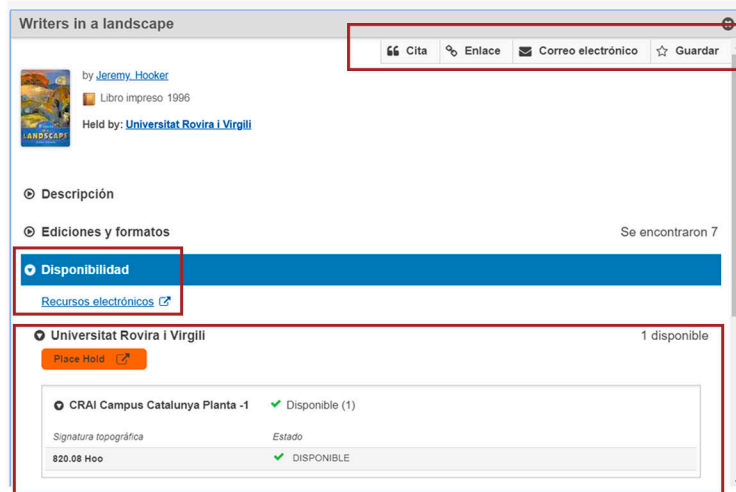 Writers in a landscape
Cita Enlace Correo electrónico Guardar
by Jeremy. Hooker
Libro impreso 1996
Held by: Universitat Rovira i Virgili
LANDSCAPE
Descripción
Ediciones y formatos Se encontraron 7
Disponibilidad
Recursos electrónicos
Universitat Rovira i Virgili 1 disponible
Place Hold
CRAI Campus Catalunya Planta -1 Disponible (1)
Signatura topográfica Estado
820.08 Hoo DISPONIBLE